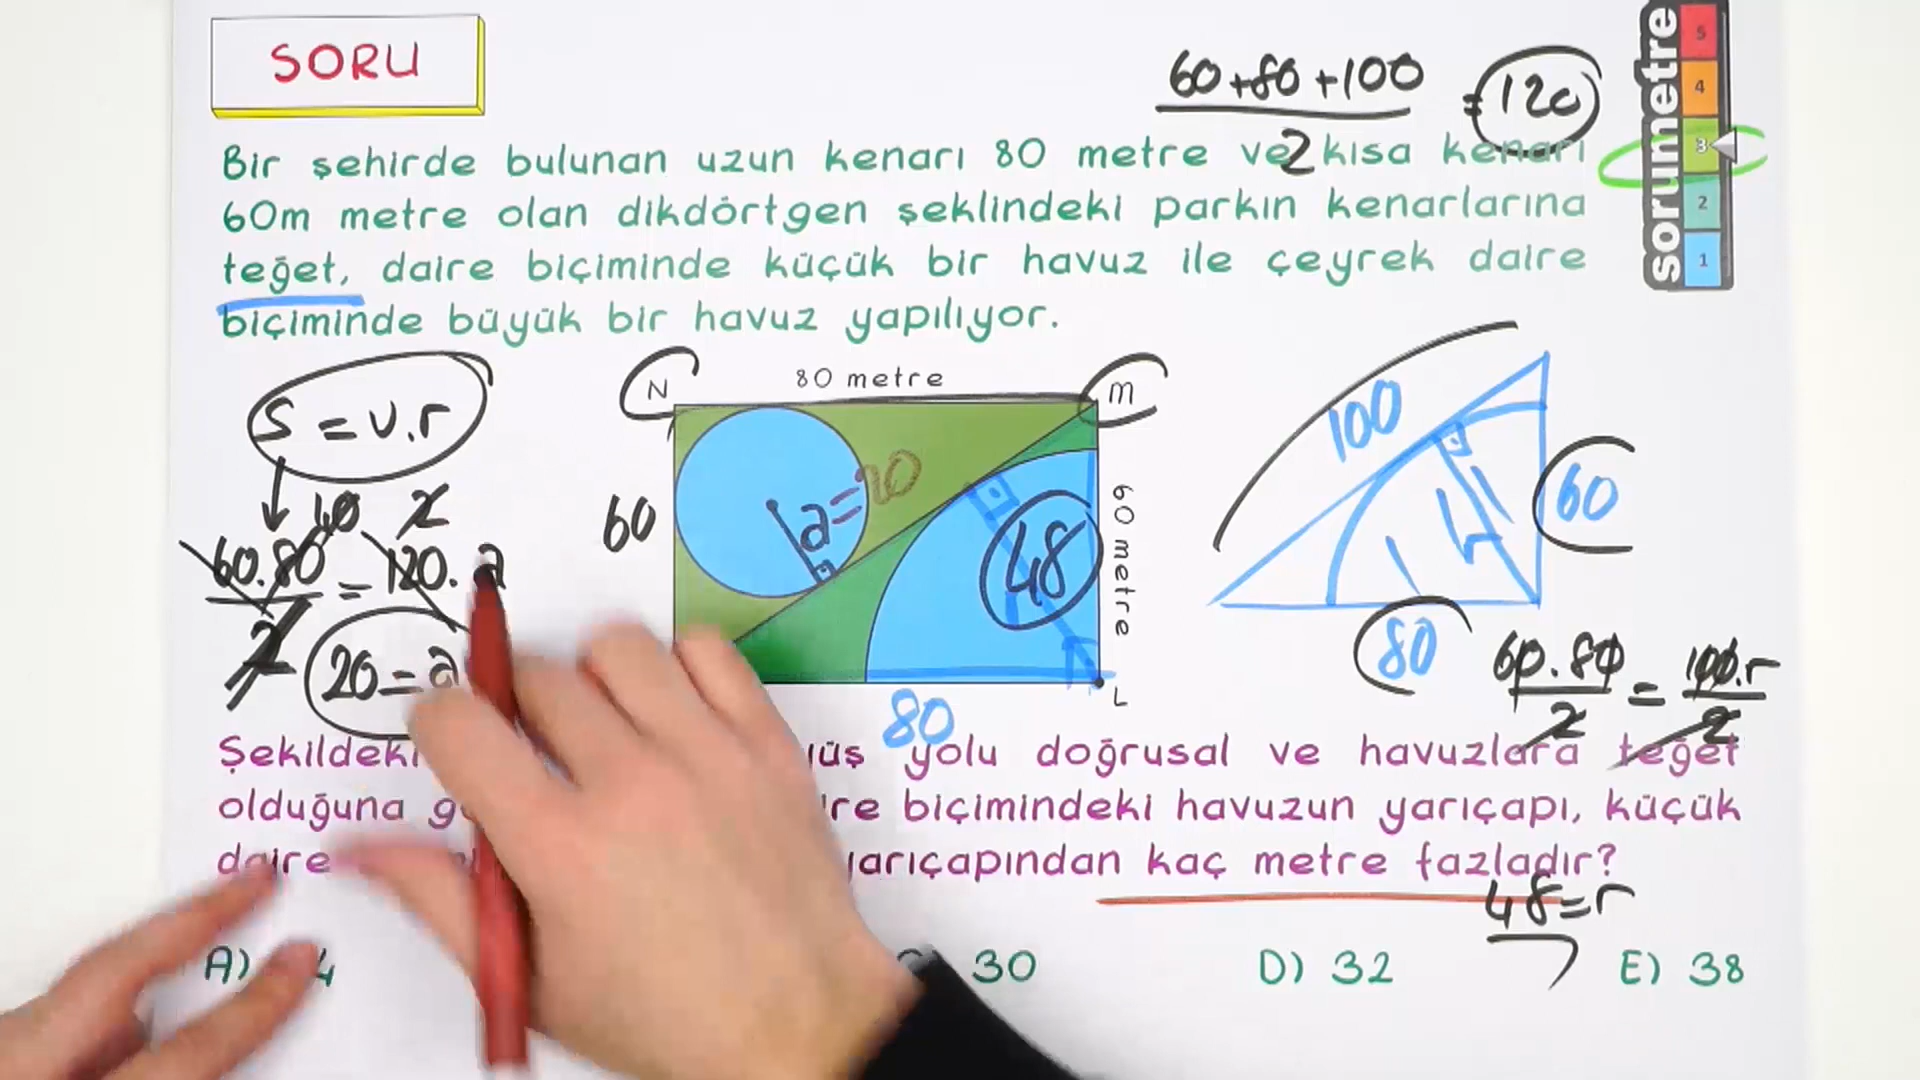 SORU
60+80+100
2
= 120
sorumetre
5
4
3
2
1
Bir şehirde bulunan uzun kenarı 80 metre ve kısa kenarı
60m metre olan dikdörtgen şeklindeki parkın kenarlarına
teğet, daire biçiminde küçük bir havuz ile çeyrek daire
biçiminde büyük bir havuz yapılıyor.
S = u.r
60.80
2
= 120.a
40
2
20=a
N
80 metre
M
60
a=20
48
60 metre
L
80
100
60
80
r
60.80
2
= 100.r
2
48=r
Şekildeki yolu doğrusal ve havuzlara teğet
olduğuna biçimindeki havuzun yarıçapı, küçük
daire yarıçapından kaç metre fazladır?
A) 4
30
D) 32
E) 38